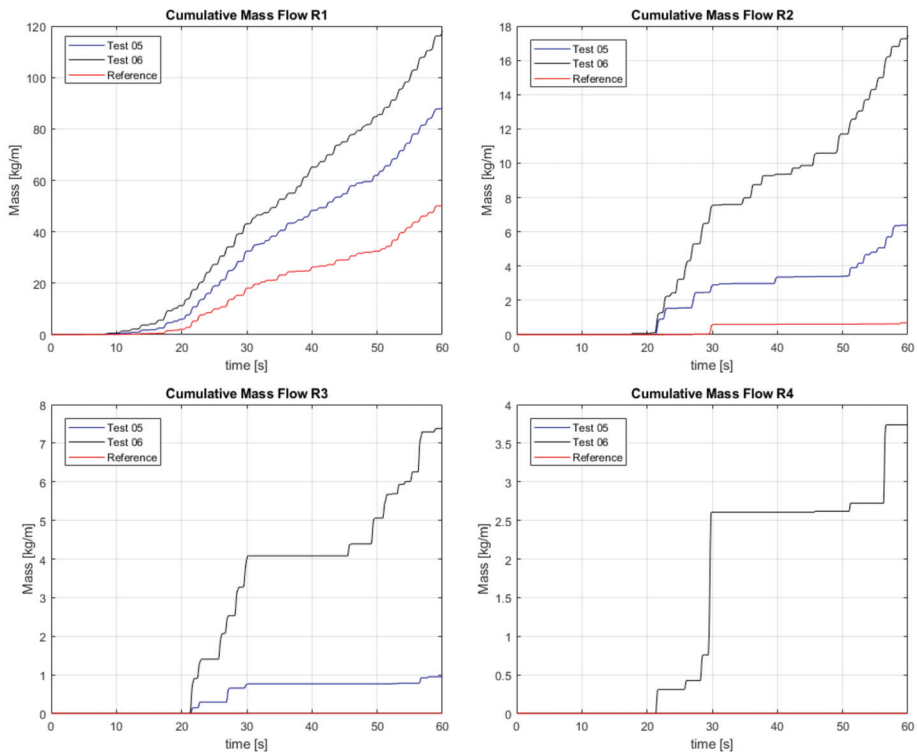 Cumulative Mass Flow R1
Mass [kg/m]
120
100
80
60
40
20
0
Test 05
Test 06
Reference
0 10 20 30 40 50 60
time [s]
Cumulative Mass Flow R2
Mass [kg/m]
18
16
14
12
10
8
6
4
2
0
Test 05
Test 06
Reference
0 10 20 30 40 50 60
time [s]
Cumulative Mass Flow R3
Mass [kg/m]
8
7
6
5
4
3
2
1
0
Test 05
Test 06
Reference
0 10 20 30 40 50 60
time [s]
Cumulative Mass Flow R4
Mass [kg/m]
4
3.5
3
2.5
2
1.5
1
0.5
0
Test 05
Test 06
Reference
0 10 20 30 40 50 60
time [s]